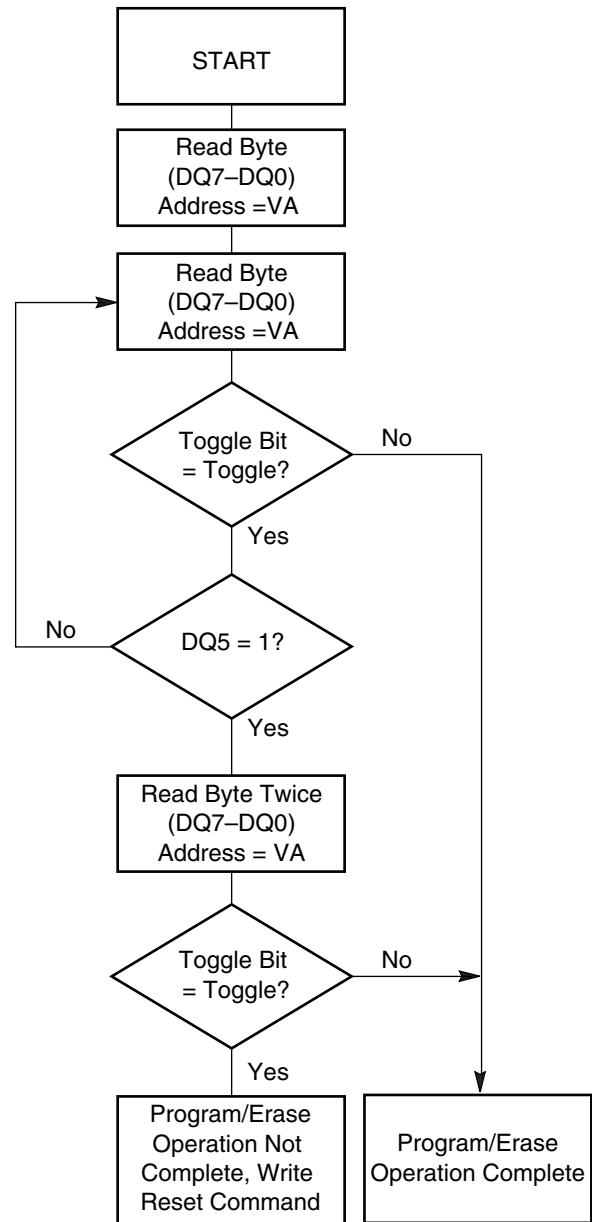 START
Read Byte
(DQ7–DQ0)
Address =VA
Read Byte
(DQ7–DQ0)
Address =VA
Toggle Bit
= Toggle?
No
Yes
No
DQ5 = 1?
Yes
Read Byte Twice
(DQ7–DQ0)
Address = VA
Toggle Bit
= Toggle?
No
Yes
Program/Erase
Operation Not
Complete, Write
Reset Command
Program/Erase
Operation Complete